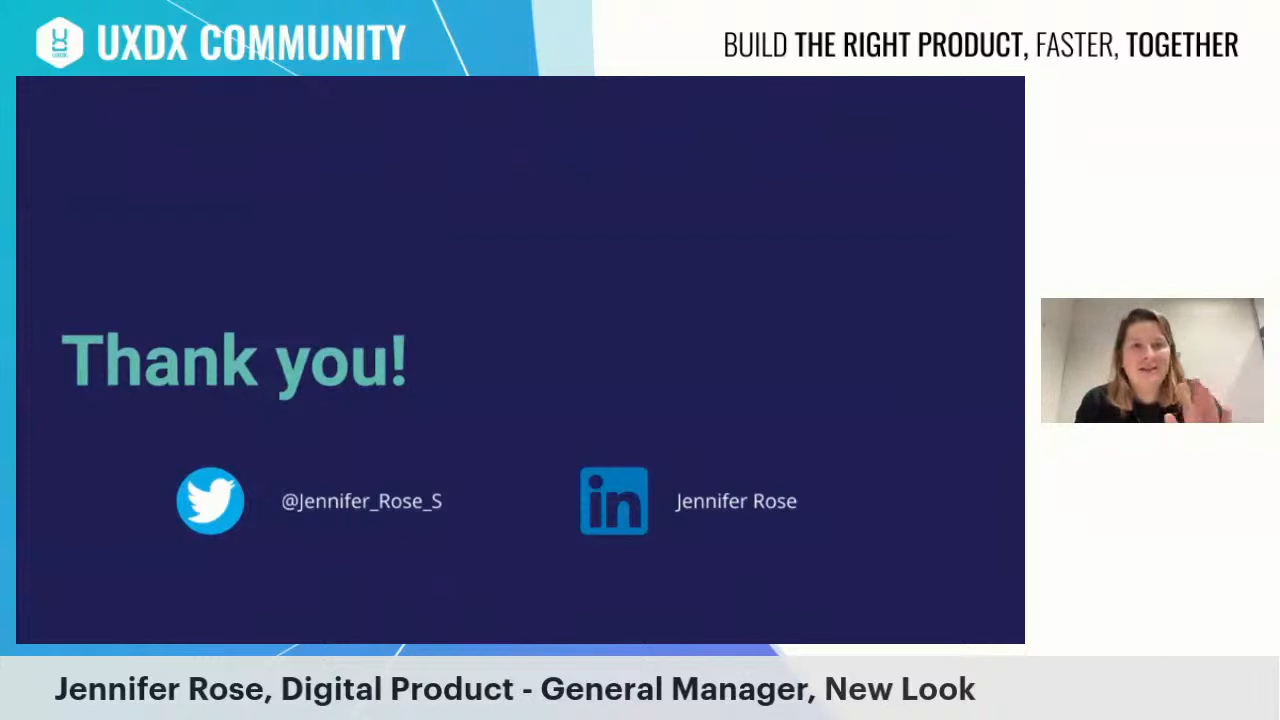 UXDX COMMUNITY
BUILD THE RIGHT PRODUCT, FASTER, TOGETHER
Thank you!
@Jennifer_Rose_S
in Jennifer Rose
Jennifer Rose, Digital Product - General Manager, New Look